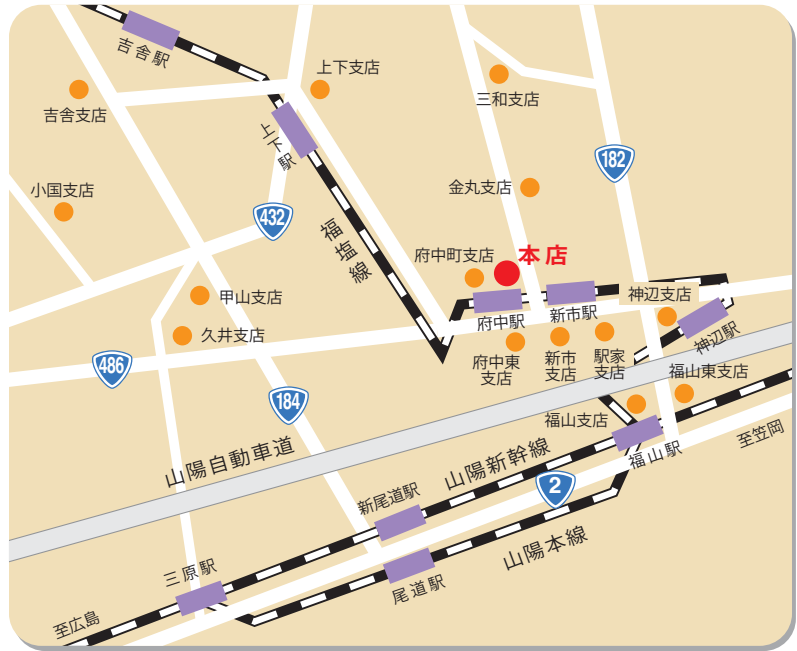 吉舎駅
上下支店
三和支店
吉舎支店
上下駅
182
小国支店
金丸支店
432
福塩線
本店
府中町支店
甲山支店
神辺支店
府中駅
新市駅
久井支店
神辺駅
府中東
支店
新市
支店
駅家
支店
486
福山東支店
184
福山支店
至笠岡
山陽自動車道
山陽新幹線
福山駅
新尾道駅
2
山陽本線
三原駅
尾道駅
至広島